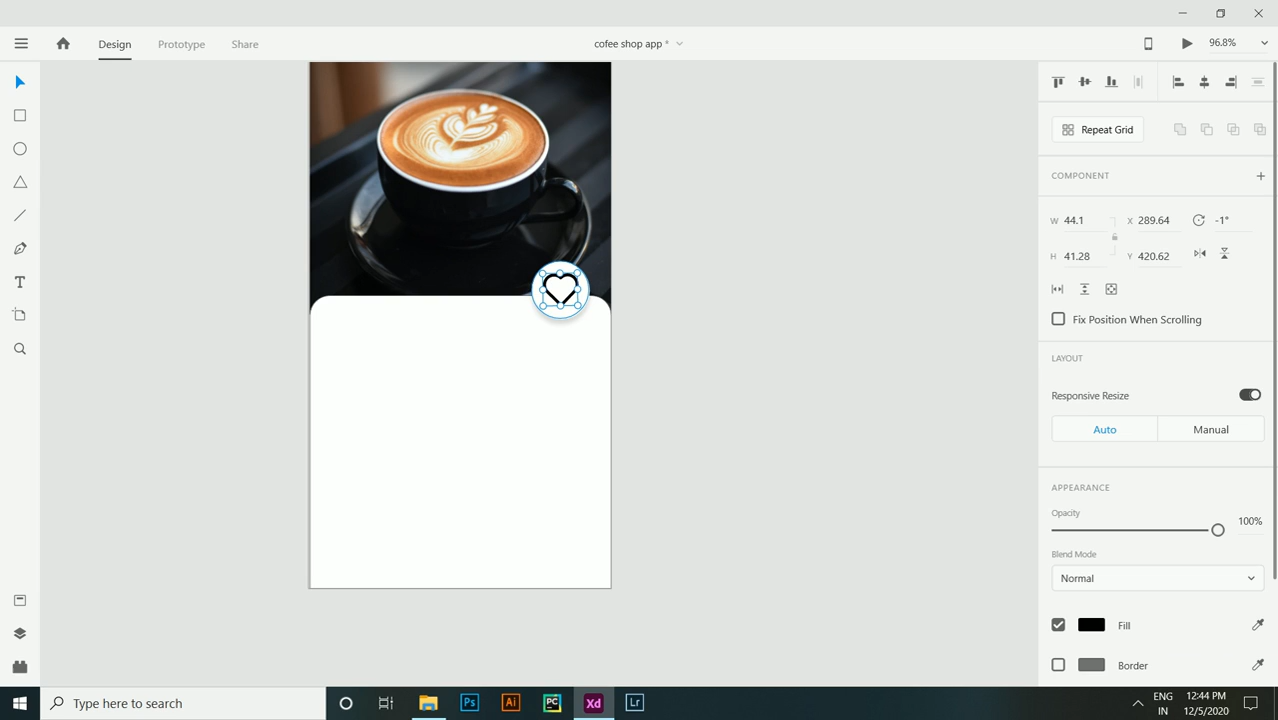 Design Prototype Share cofee shop app * 96.8%
Repeat Grid
COMPONENT
W 44.1 X 289.64 -1°
H 41.28 Y 420.62
Fix Position When Scrolling
LAYOUT
Responsive Resize
Auto Manual
APPEARANCE
Opacity
100%
Blend Mode
Normal
Fill
Border
Type here to search Ps Ai PC Xd Lr
ENG 12:44 PM
IN 12/5/2020